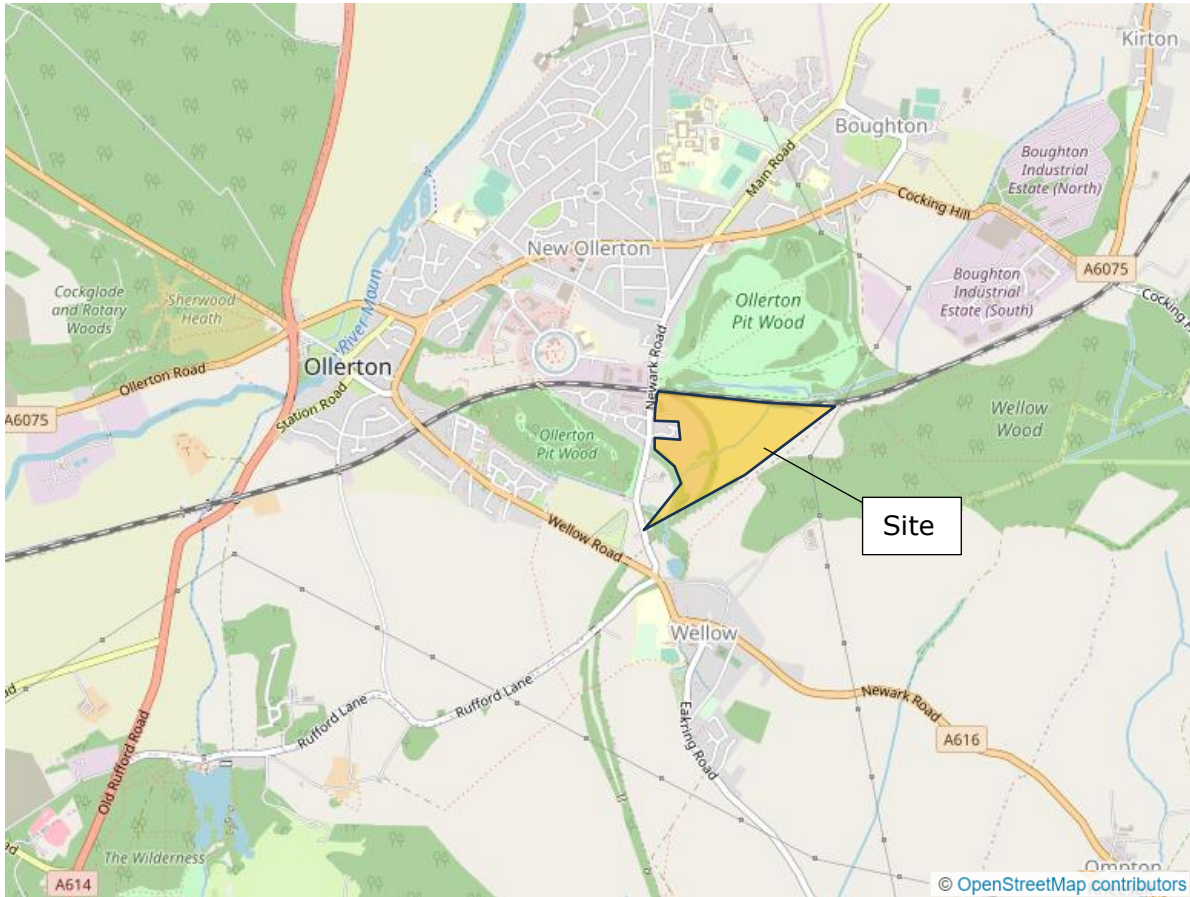 Kirton
Boughton
Main Road
Boughton
Industrial
Estate (North)
Cocking Hill
New Ollerton
A6075
Cockglode
and Rotary
Woods
Sherwood
Heath
River Maun
Ollerton
Pit Wood
Boughton
Industrial
Estate (South)
Cocking
Newark Road
Ollerton
Ollerton Road
Station Road
A6075
Wellow
Wood
Ollerton
Pit Wood
Site
Wellow Road
Wellow
Rufford Lane
Rufford Lane
Newark Road
Eakring Road
A616
Old Rufford Road
The Wilderness
A614
Ompton
© OpenStreetMap contributors